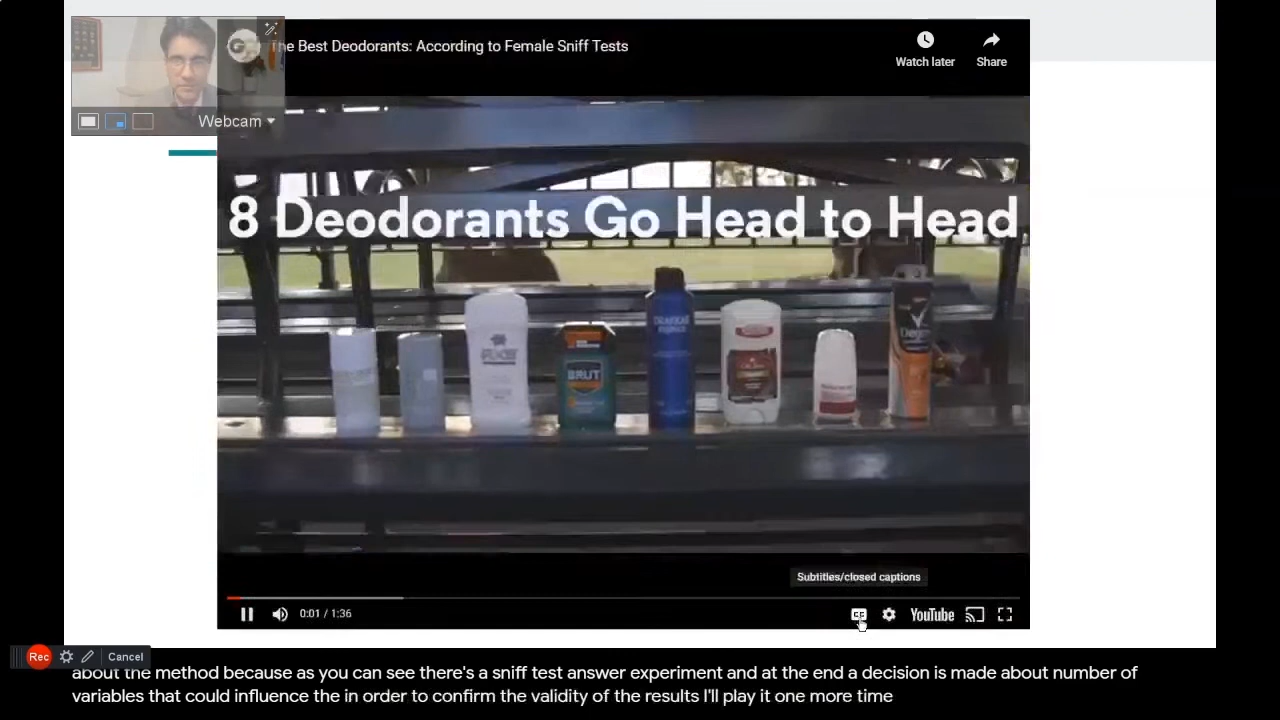 The Best Deodorants: According to Female Sniff Tests
Watch later
Share
Webcam
8 Deodorants Go Head to Head
BRUT
Degree
Subtitles/closed captions
0:01 / 1:36
CC
YouTube
Rec
Cancel
about the method because as you can see there's a sniff test answer experiment and at the end a decision is made about number of
variables that could influence the in order to confirm the validity of the results I'll play it one more time